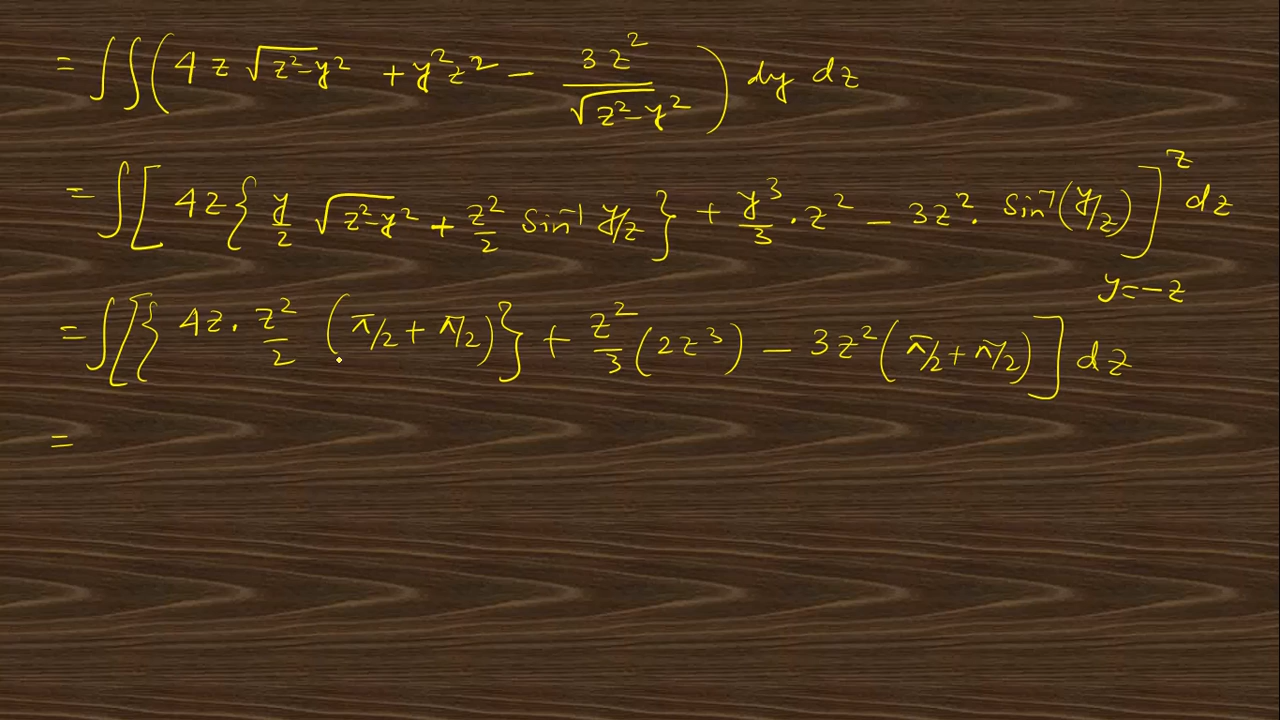 = ∫∫(4z √(z²-y²) + y²z² - 3z²/√(z²-y²)) dy dz
= ∫[4z{y/2 √(z²-y²) + z²/2 sin⁻¹ y/z} + y³/3 · z² - 3z² · sin⁻¹(y/z)]^z_{y=-z} dz
= ∫[{4z · z²/2 (π/2 + π/2)} + z²/3 (2z³) - 3z²(π/2 + π/2)] dz
=